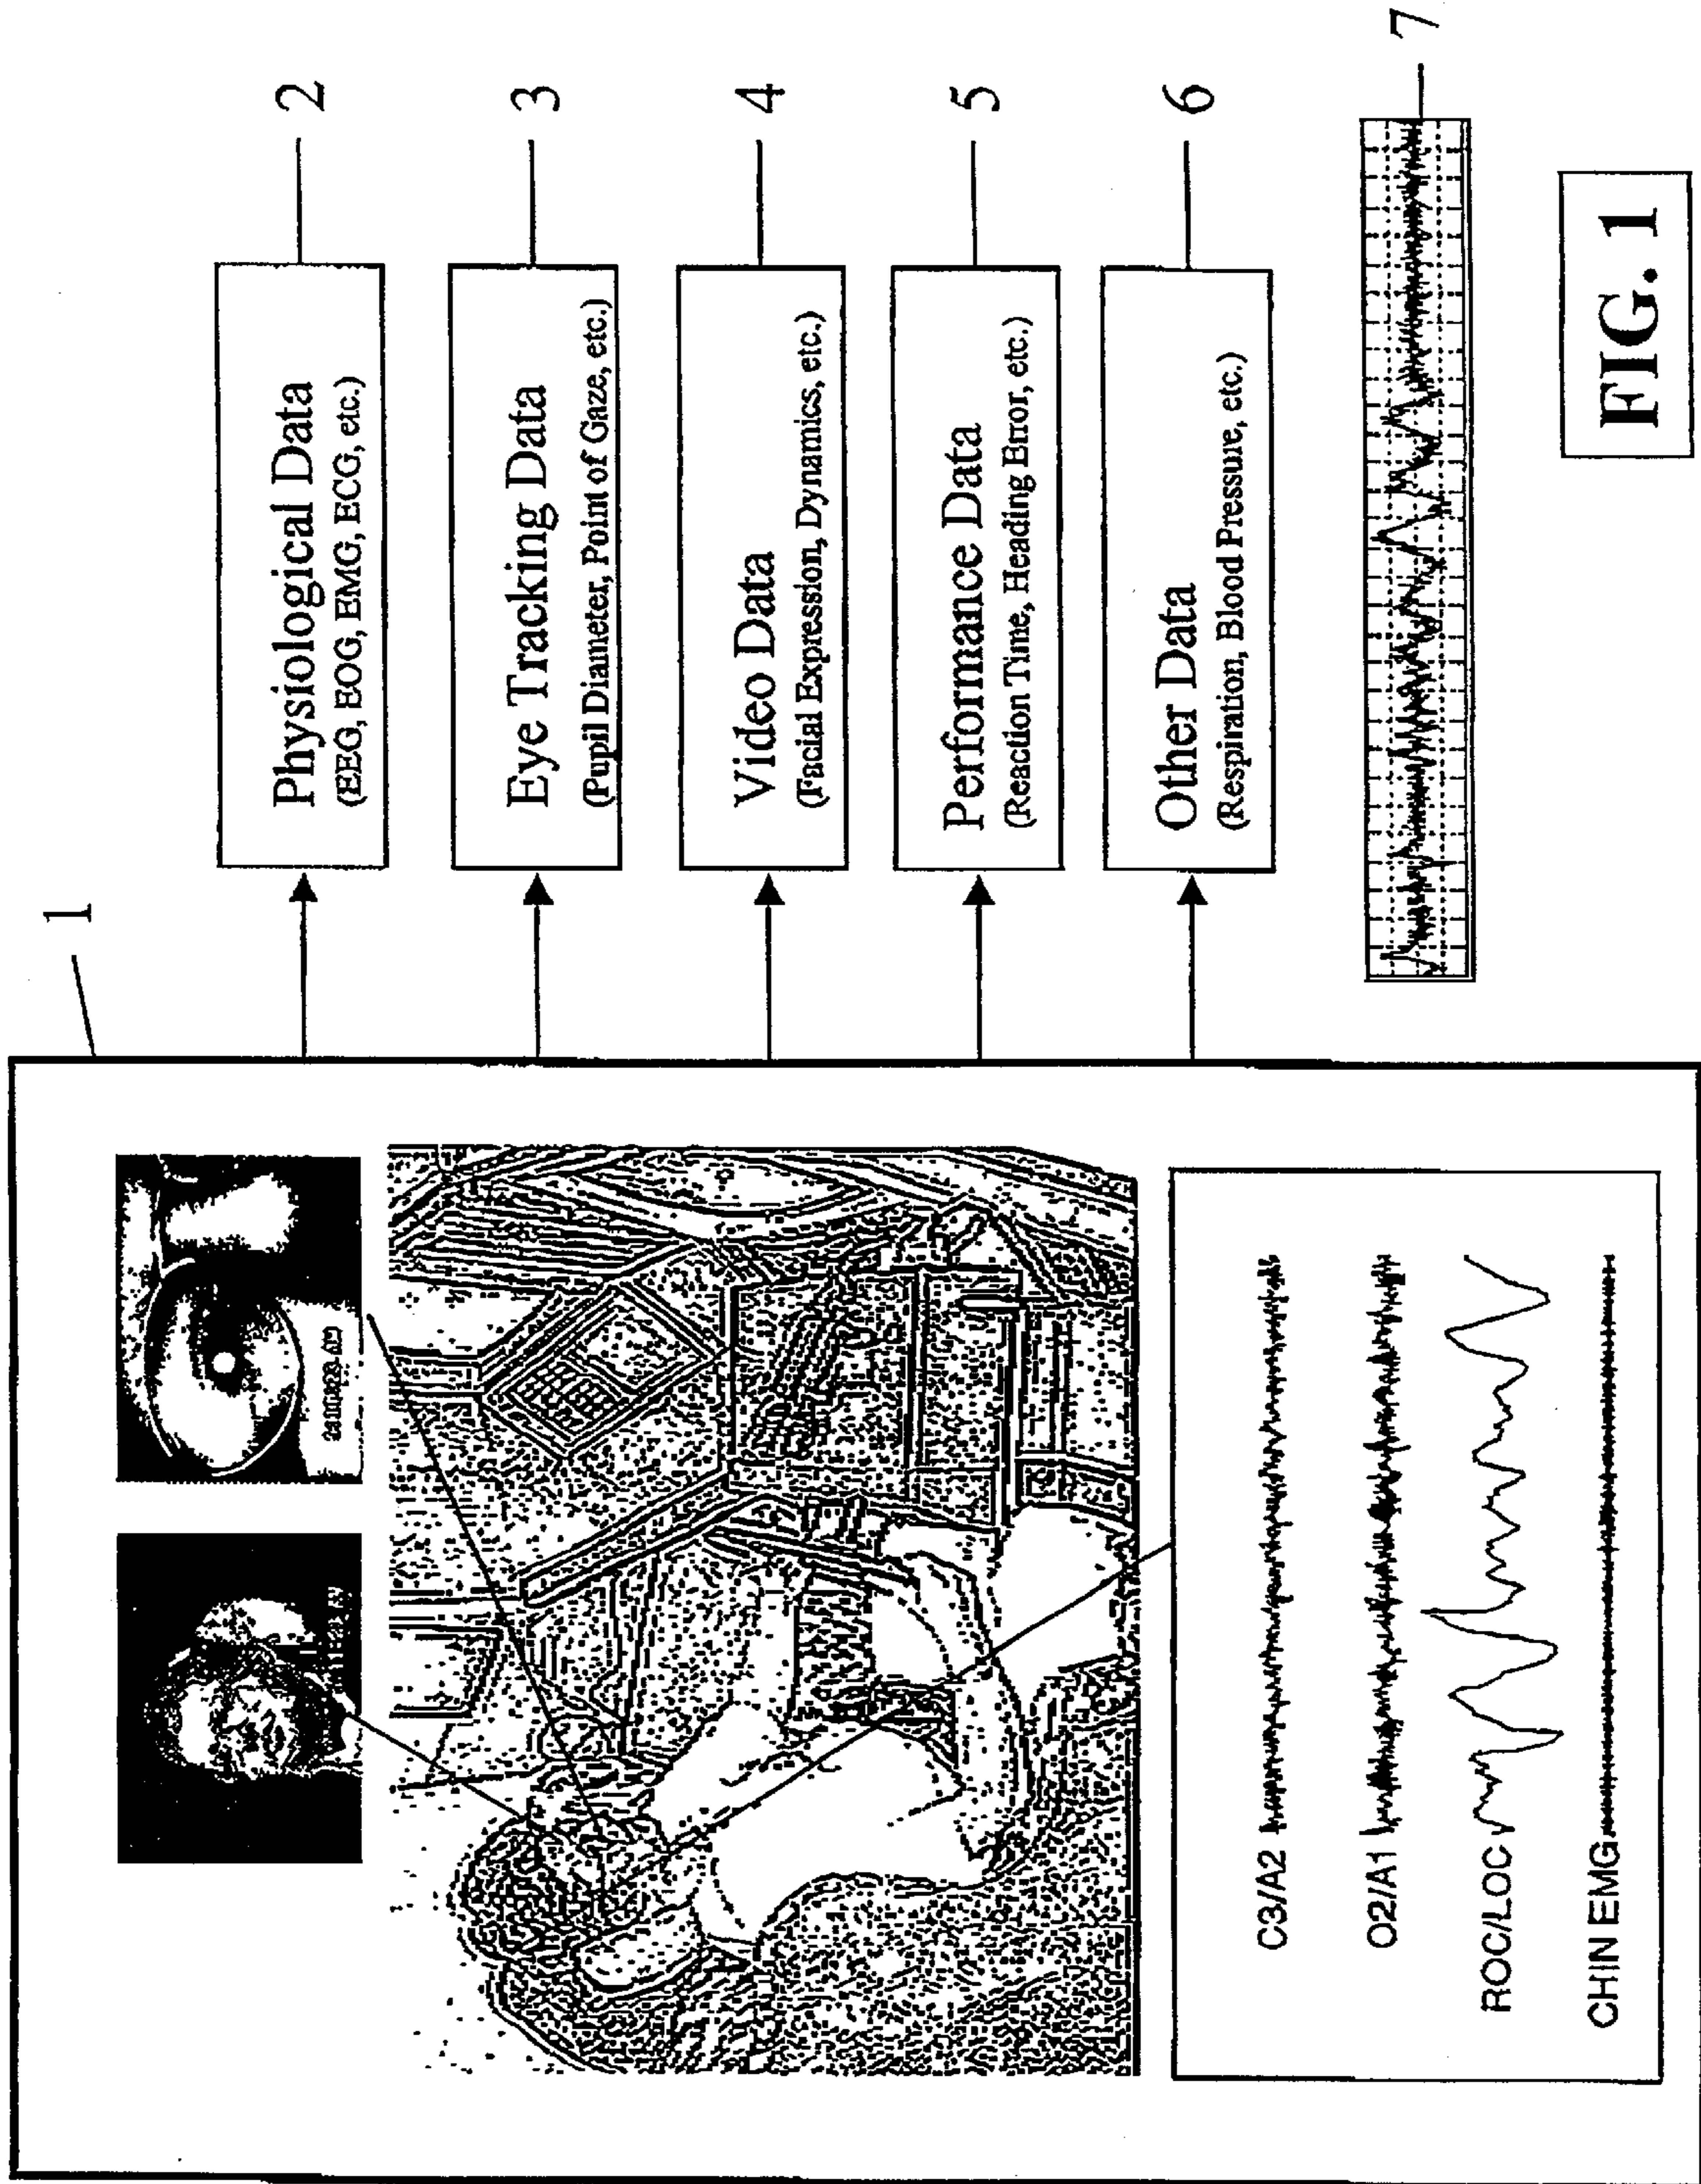 1
Physiological Data
(EEG, EOG, EMG, ECG, etc.)
2
Eye Tracking Data
(Pupil Diameter, Point of Gaze, etc.)
3
Video Data
(Facial Expression, Dynamics, etc.)
4
Performance Data
(Reaction Time, Heading Error, etc.)
5
Other Data
(Respiration, Blood Pressure, etc.)
6
7
C3/A2
O2/A1
ROC/LOC
CHIN EMG
FIG. 1